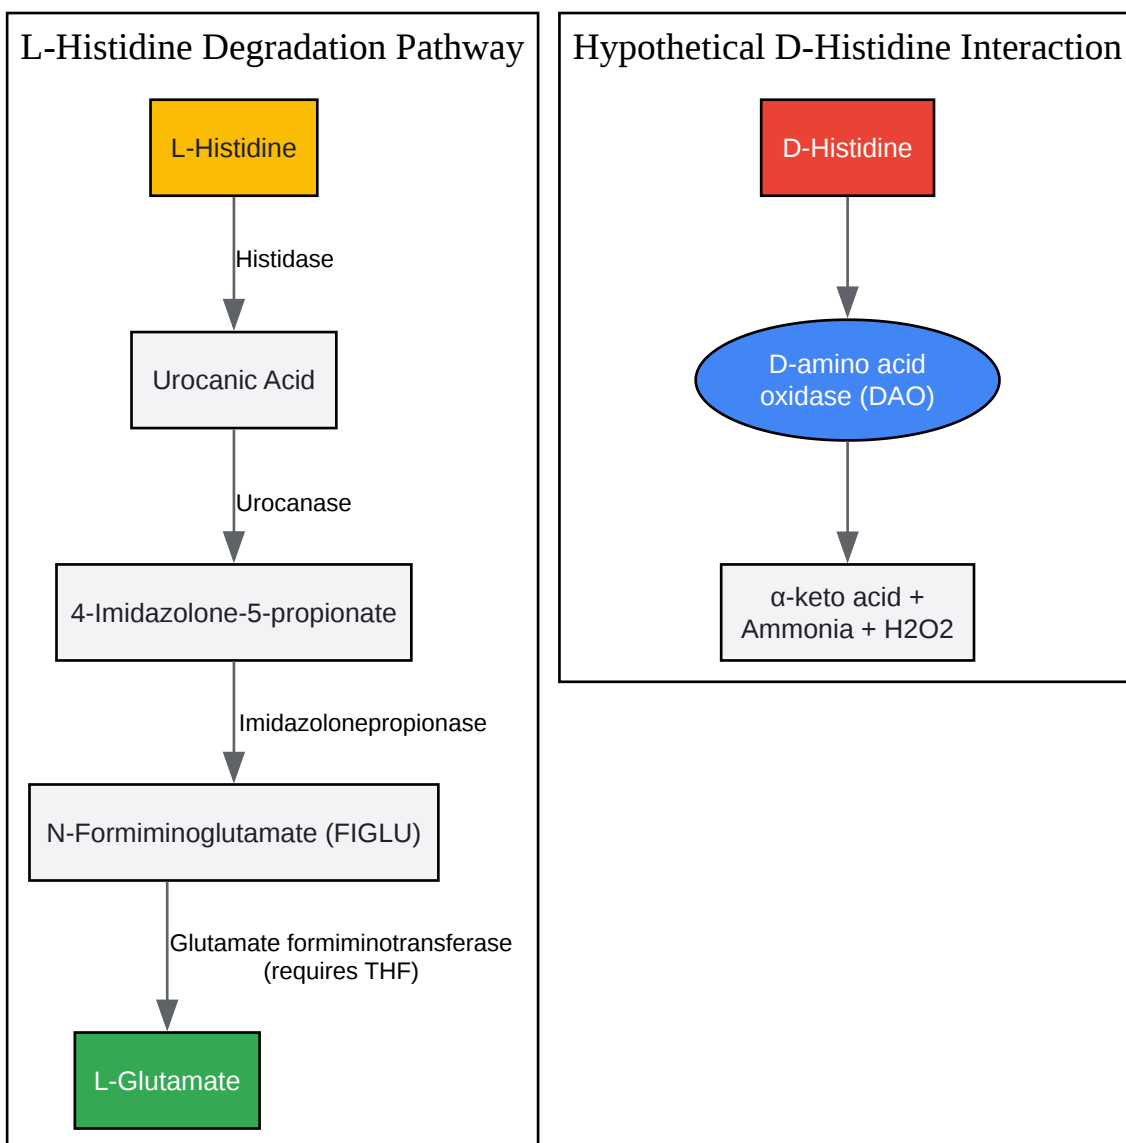 L-Histidine Degradation Pathway
L-Histidine
Histidase
Urocanic Acid
Urocanase
4-Imidazolone-5-propionate
Imidazolonepropionase
N-Formiminoglutamate (FIGLU)
Glutamate formiminotransferase
(requires THF)
L-Glutamate
Hypothetical D-Histidine Interaction
D-Histidine
D-amino acid
oxidase (DAO)
α-keto acid +
Ammonia + H2O2